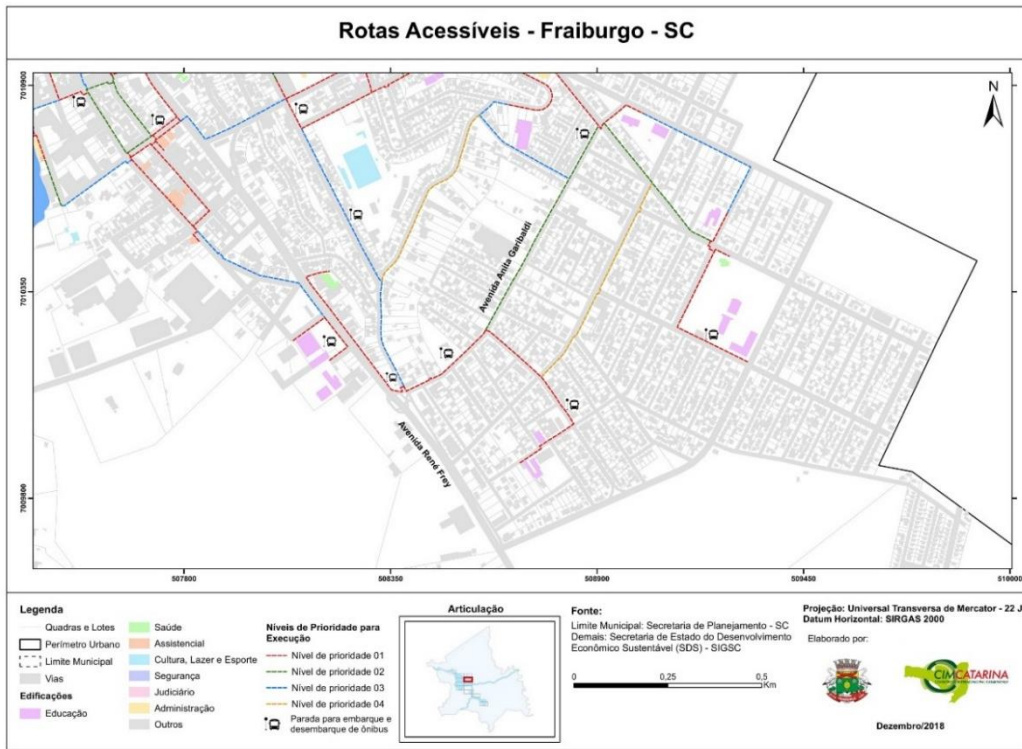 Rotas Acessíveis - Fraiburgo - SC
N
7010900
7010350
7009800
Avenida Anita Garibaldi
Avenida René Frey
507800
508350
508900
509450
510000
Legenda
Quadras e Lotes
Perímetro Urbano
Limite Municipal
Vias
Edificações
Educação
Saúde
Assistencial
Cultura, Lazer e Esporte
Segurança
Judiciário
Administração
Outros
Níveis de Prioridade para
Execução
Nível de prioridade 01
Nível de prioridade 02
Nível de prioridade 03
Nível de prioridade 04
Parada para embarque e
desembarque de ônibus
Articulação
Fonte:
Limite Municipal: Secretaria de Planejamento - SC
Demais: Secretaria de Estado do Desenvolvimento
Econômico Sustentável (SDS) - SIGSC
0 0,25 0,5
Km
Projeção: Universal Transversa de Mercator - 22 J
Datum Horizontal: SIRGAS 2000
Elaborado por:
CIMCATARINA
Dezembro/2018